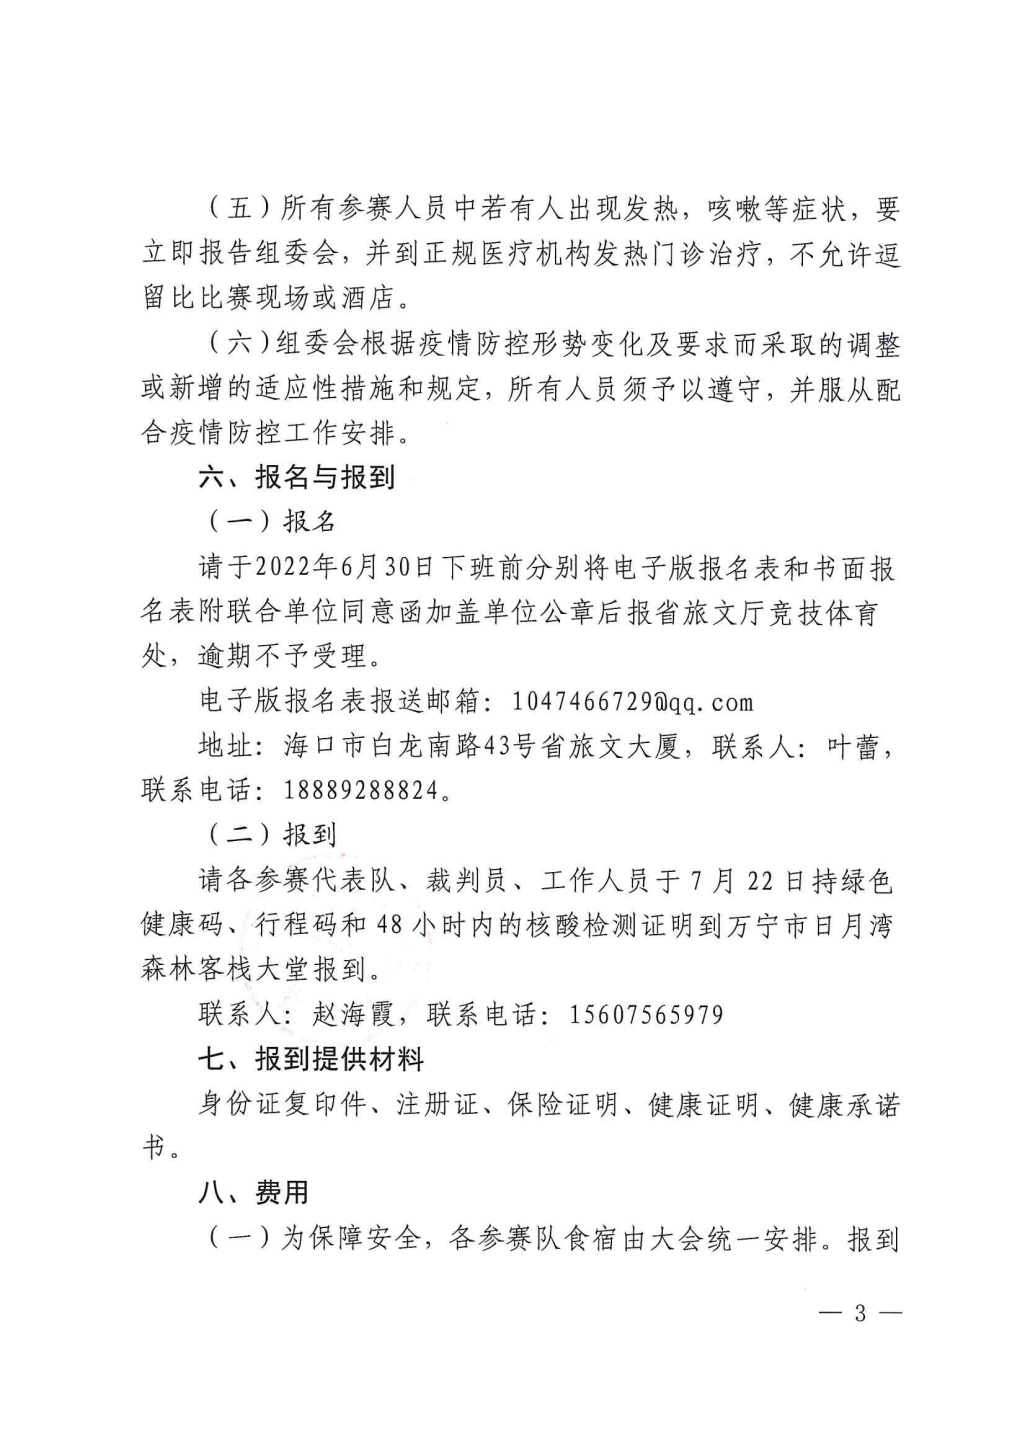 （五）所有参赛人员中若有人出现发热，咳嗽等症状，要
立即报告组委会，并到正规医疗机构发热门诊治疗，不允许逗
留比比赛现场或酒店。
（六）组委会根据疫情防控形势变化及要求而采取的调整
或新增的适应性措施和规定，所有人员须予以遵守，并服从配
合疫情防控工作安排。
六、报名与报到
（一）报名
请于2022年6月30日下班前分别将电子版报名表和书面报
名表附联合单位同意函加盖单位公章后报省旅文厅竞技体育
处，逾期不予受理。
电子版报名表报送邮箱：1047466729@qq.com
地址：海口市白龙南路43号省旅文大厦，联系人：叶蕾，
联系电话：18889288824。
（二）报到
请各参赛代表队、裁判员、工作人员于 7 月 22 日持绿色
健康码、行程码和 48 小时内的核酸检测证明到万宁市日月湾
森林客栈大堂报到。
联系人：赵海霞，联系电话：15607565979
七、报到提供材料
身份证复印件、注册证、保险证明、健康证明、健康承诺
书。
八、费用
（一）为保障安全，各参赛队食宿由大会统一安排。报到
— 3 —